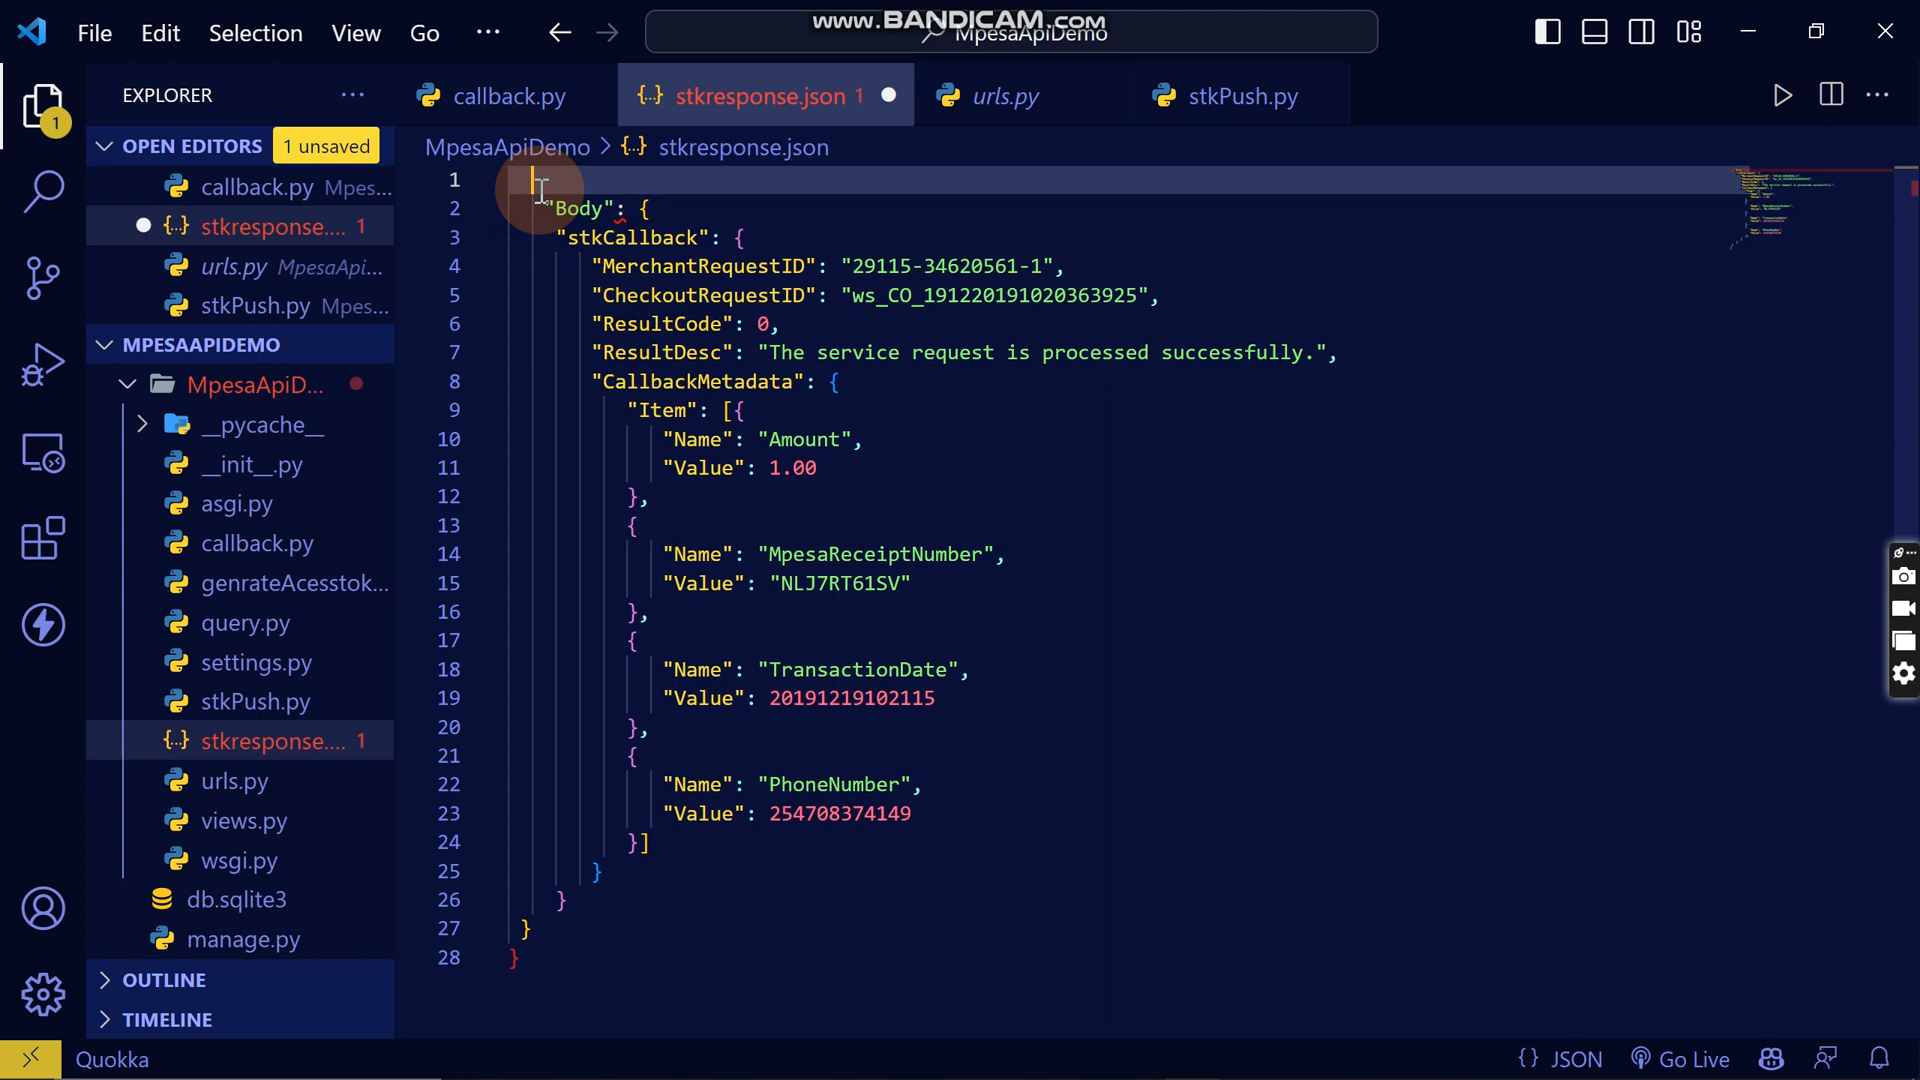 www.BANDICAM.com
File Edit Selection View Go ···
MpesaApiDemo
EXPLORER ···
callback.py
stkresponse.json 1
urls.py
stkPush.py
1
OPEN EDITORS 1 unsaved
callback.py Mpes...
stkresponse.... 1
urls.py MpesaApi...
stkPush.py Mpes...
MPESAAPIDEMO
MpesaApiD...
__pycache__
__init__.py
asgi.py
callback.py
genrateAcesstok...
query.py
settings.py
stkPush.py
stkresponse.... 1
urls.py
views.py
wsgi.py
db.sqlite3
manage.py
OUTLINE
TIMELINE
MpesaApiDemo > {..} stkresponse.json
1
2 "Body": {
3 "stkCallback": {
4 "MerchantRequestID": "29115-34620561-1",
5 "CheckoutRequestID": "ws_CO_191220191020363925",
6 "ResultCode": 0,
7 "ResultDesc": "The service request is processed successfully.",
8 "CallbackMetadata": {
9 "Item": [{
10 "Name": "Amount",
11 "Value": 1.00
12 },
13 {
14 "Name": "MpesaReceiptNumber",
15 "Value": "NLJ7RT61SV"
16 },
17 {
18 "Name": "TransactionDate",
19 "Value": 20191219102115
20 },
21 {
22 "Name": "PhoneNumber",
23 "Value": 254708374149
24 }]
25 }
26 }
27 }
28 }
Quokka
{ } JSON
Go Live